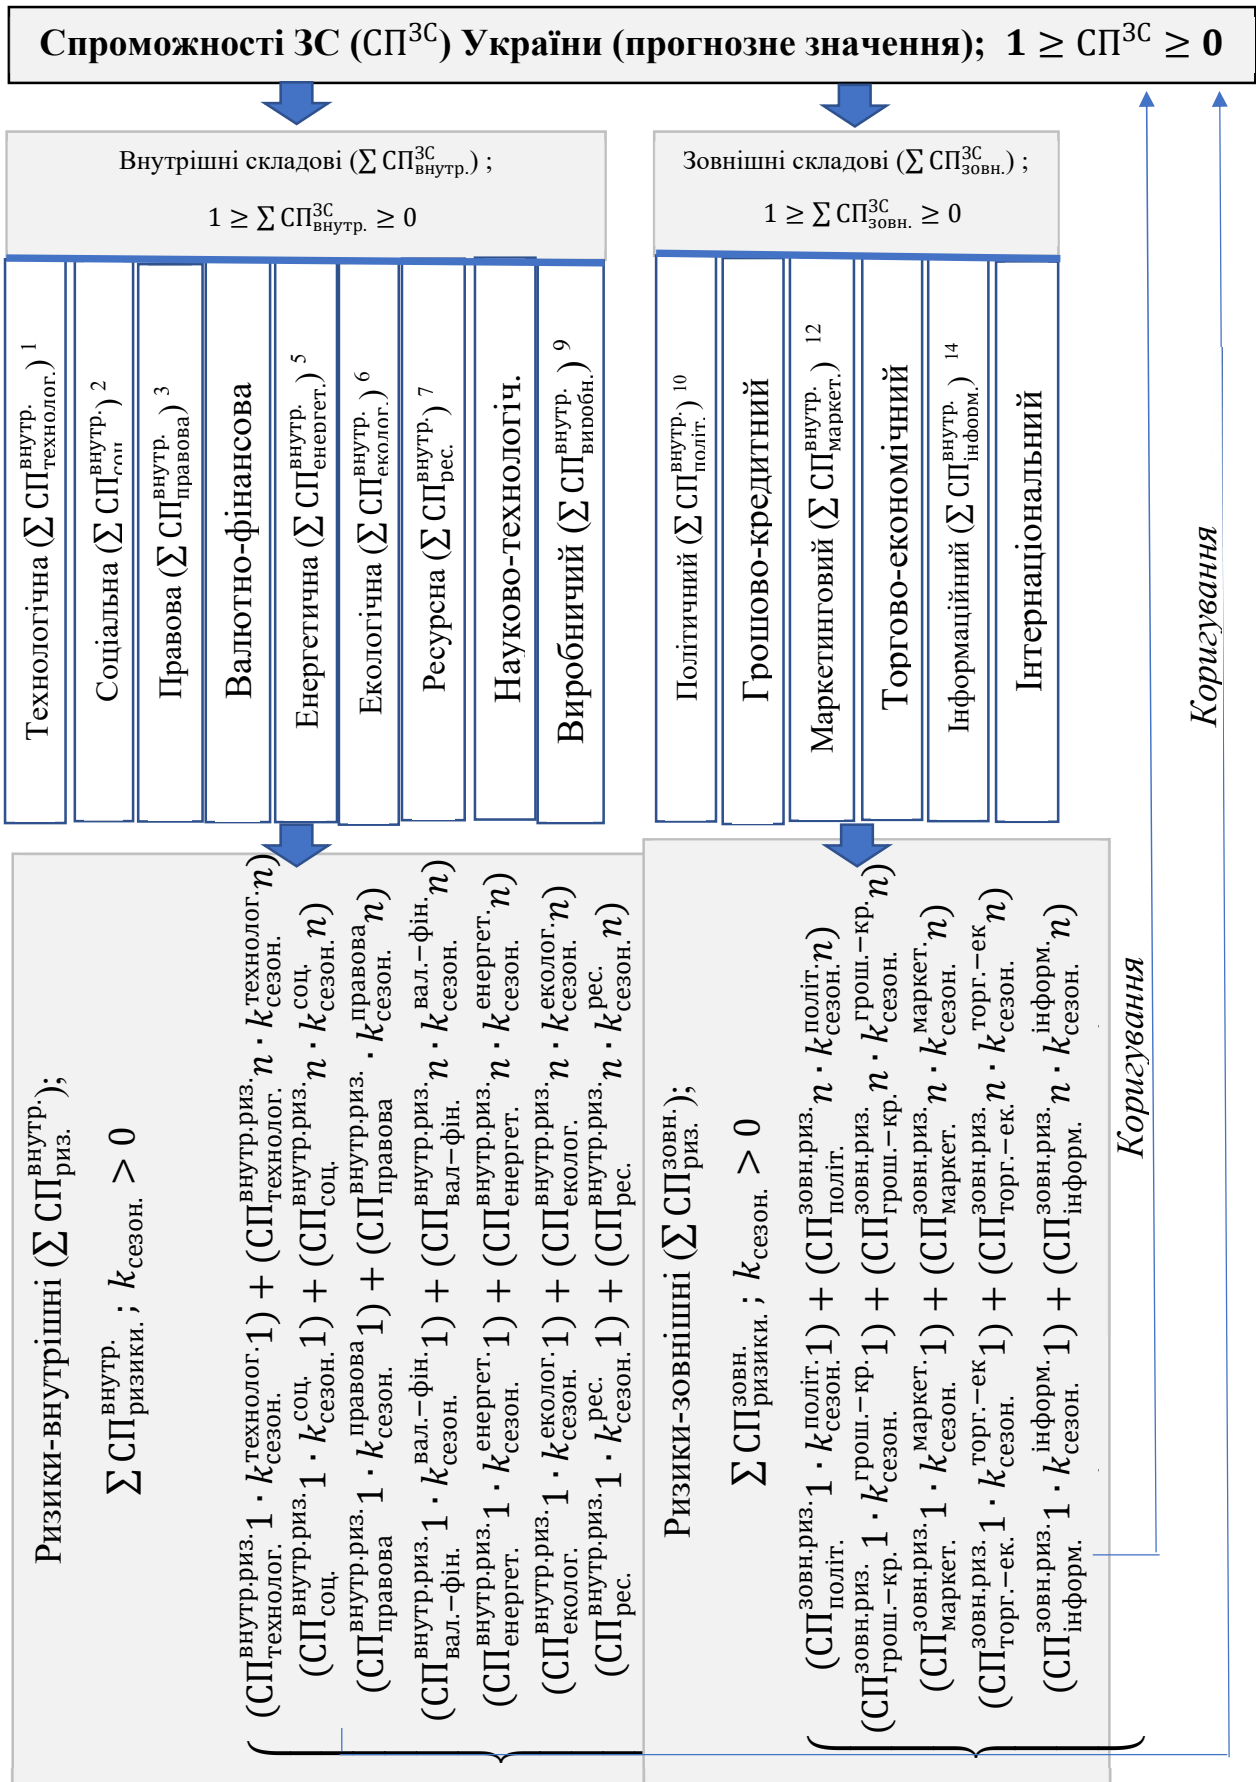 Спроможності ЗС (СП^ЗС) України (прогнозне значення); 1 ≥ СП^ЗС ≥ 0
Внутрішні складові (∑ СП^ЗС_внутр.) ;
1 ≥ ∑ СП^ЗС_внутр. ≥ 0
Зовнішні складові (∑ СП^ЗС_зовн.) ;
1 ≥ ∑ СП^ЗС_зовн. ≥ 0
Технологічна (∑ СП^внутр._технолог.) ^1
Соціальна (∑ СП^внутр._соц) ^2
Правова (∑ СП^внутр._правова) ^3
Валютно-фінансова
Енергетична (∑ СП^внутр._енергет.) ^5
Екологічна (∑ СП^внутр._еколог.) ^6
Ресурсна (∑ СП^внутр._рес.) ^7
Науково-технологіч.
Виробничий (∑ СП^внутр._виробн.) ^9
Політичний (∑ СП^внутр._політ.) ^10
Грошово-кредитний
Маркетинговий (∑ СП^внутр._маркет.) ^12
Торгово-економічний
Інформаційний (∑ СП^внутр._інформ.) ^14
Інтернаціональний
Ризики-внутрішні (∑ СП^внутр._риз.);
∑ СП^внутр._ризики. ; k_сезон. > 0
(СП^внутр.риз._технолог. 1 · k^технолог._сезон. 1) + (СП^внутр.риз._технолог. n · k^технолог._сезон. n)
(СП^внутр.риз._соц. 1 · k^соц._сезон. 1) + (СП^внутр.риз._соц. n · k^соц._сезон. n)
(СП^внутр.риз._правова 1 · k^правова_сезон. 1) + (СП^внутр.риз._правова · k^правова_сезон. n)
(СП^внутр.риз._вал.−фін. 1 · k^вал.−фін._сезон. 1) + (СП^внутр.риз._вал−фін. n · k^вал.−фін._сезон. n)
(СП^внутр.риз._енергет. 1 · k^енергет._сезон. 1) + (СП^внутр.риз._енергет. n · k^енергет._сезон. n)
(СП^внутр.риз._еколог. 1 · k^еколог._сезон. 1) + (СП^внутр.риз._еколог. n · k^еколог._сезон. n)
(СП^внутр.риз._рес. 1 · k^рес._сезон. 1) + (СП^внутр.риз._рес. n · k^рес._сезон. n)
Ризики-зовнішні (∑ СП^зовн._риз.);
∑ СП^зовн._ризики. ; k_сезон. > 0
(СП^зовн.риз._політ. 1 · k^політ._сезон. 1) + (СП^зовн.риз._політ. n · k^політ._сезон. n)
(СП^зовн.риз._грош.−кр. 1 · k^грош.−кр._сезон. 1) + (СП^зовн.риз._грош.−кр. n · k^грош.−кр._сезон. n)
(СП^зовн.риз._маркет. 1 · k^маркет._сезон. 1) + (СП^зовн.риз._маркет. n · k^маркет._сезон. n)
(СП^зовн.риз._торг.−ек. 1 · k^торг.−ек_сезон. 1) + (СП^зовн.риз._торг.−ек. n · k^торг.−ек_сезон. n)
(СП^зовн.риз._інформ. 1 · k^інформ._сезон. 1) + (СП^зовн.риз._інформ. n · k^інформ._сезон. n)
Коригування
Коригування